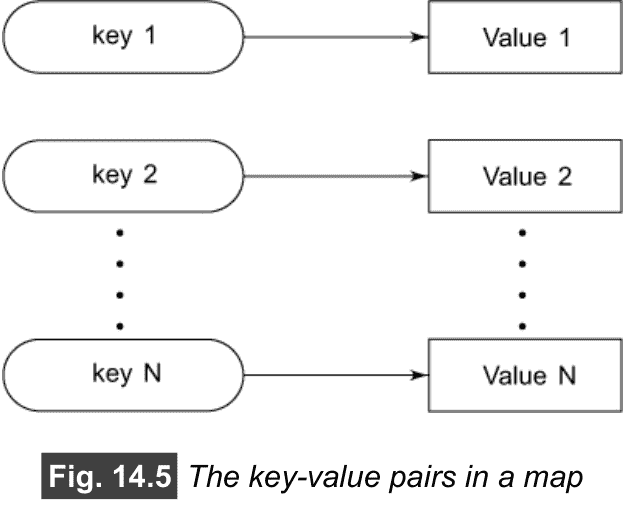 key 1 Value 1
key 2 Value 2
key N Value N
Fig. 14.5 The key-value pairs in a map